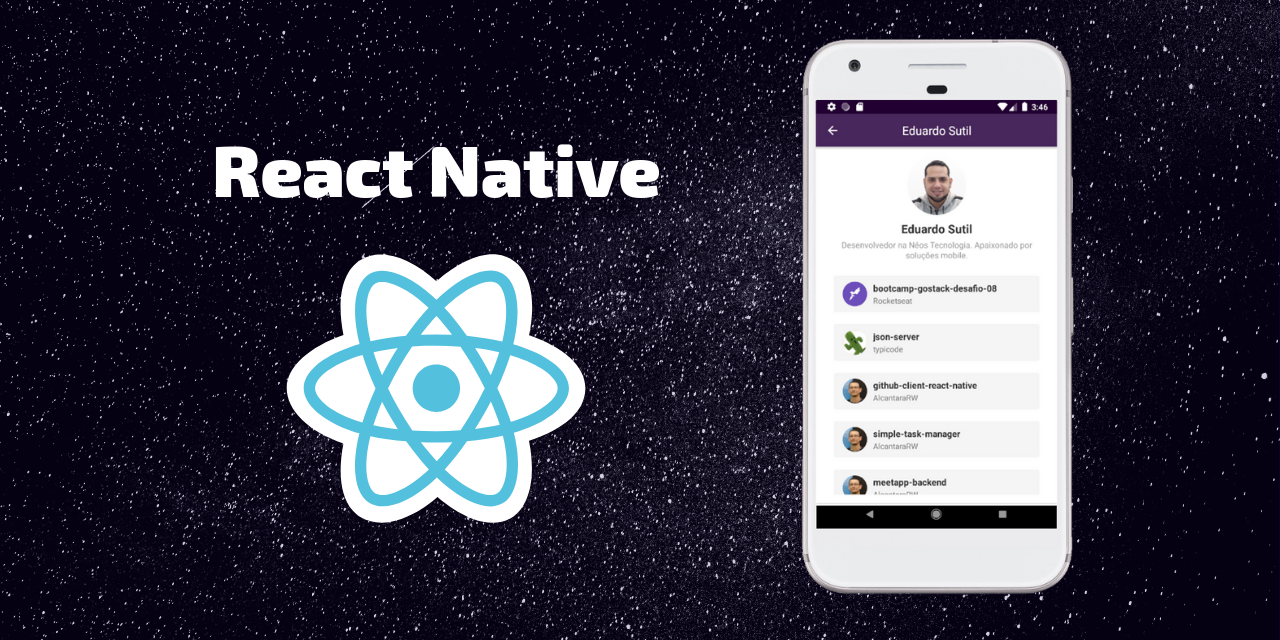 React Native
3:46
Eduardo Sutil
Eduardo Sutil
Desenvolvedor na Néos Tecnologia. Apaixonado por
soluções mobile.
bootcamp-gostack-desafio-08
Rocketseat
json-server
typicode
github-client-react-native
AlcantaraRW
simple-task-manager
AlcantaraRW
meetapp-backend
AlcantaraRW